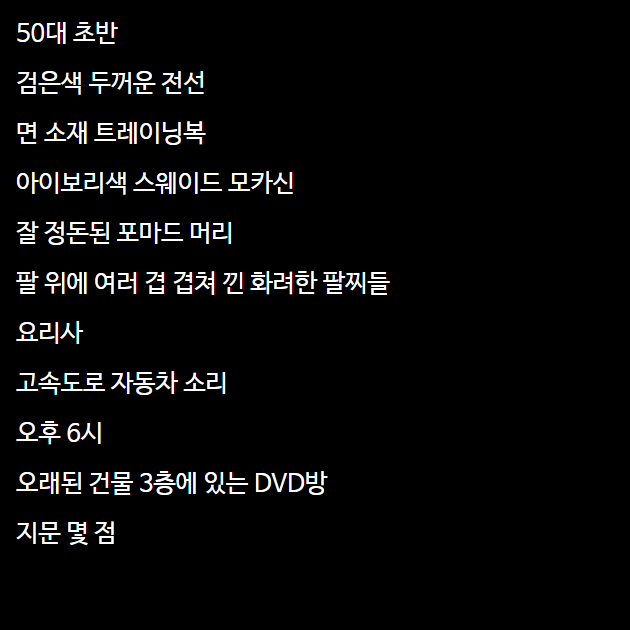 50대 초반
검은색 두꺼운 전선
면 소재 트레이닝복
아이보리색 스웨이드 모카신
잘 정돈된 포마드 머리
팔 위에 여러 겹 겹쳐 낀 화려한 팔찌들
요리사
고속도로 자동차 소리
오후 6시
오래된 건물 3층에 있는 DVD방
지문 몇 점